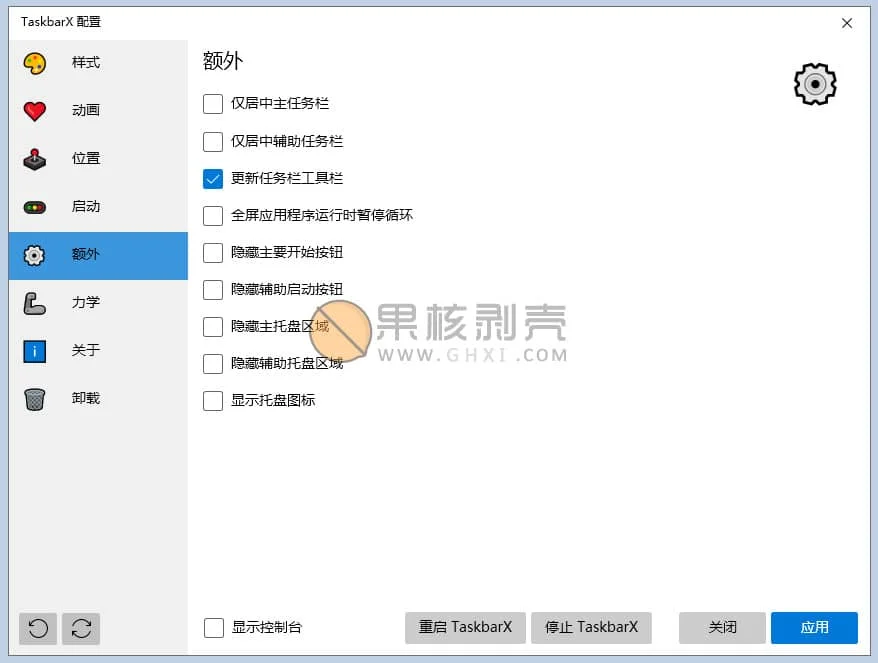 TaskbarX 配置
样式
动画
位置
启动
额外
力学
关于
卸载
额外
仅居中主任务栏
仅居中辅助任务栏
更新任务栏工具栏
全屏应用程序运行时暂停循环
隐藏主要开始按钮
隐藏辅助启动按钮
隐藏主托盘区域
隐藏辅助托盘区域
显示托盘图标
果核剥壳
WWW.GHXI.COM
显示控制台
重启 TaskbarX
停止 TaskbarX
关闭
应用